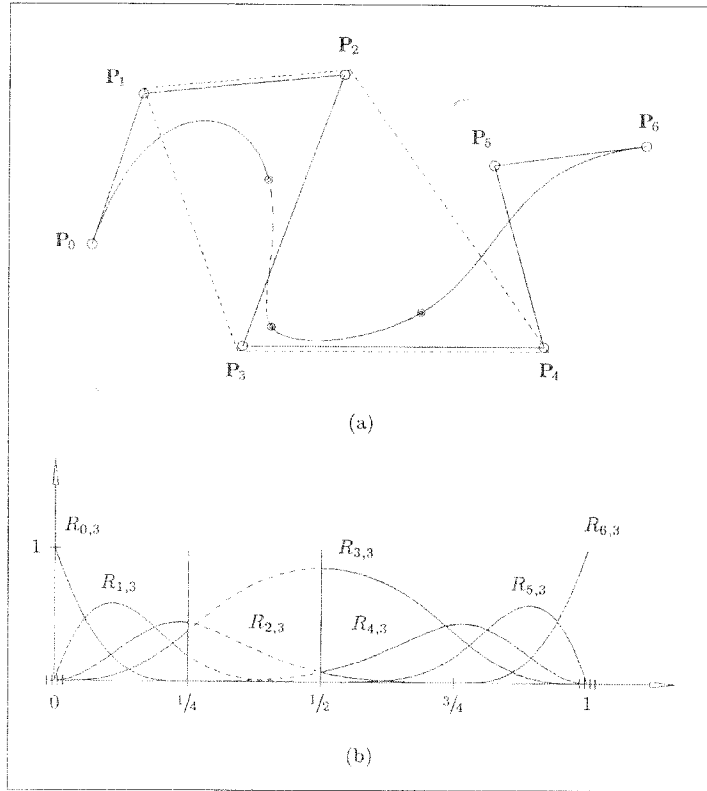 P₂
P₁
P₅
P₆
P₀
P₃
P₄
(a)
R₀,₃
R₃,₃
R₆,₃
1
R₁,₃
R₅,₃
R₂,₃
R₄,₃
0
1/4
1/2
3/4
1
(b)